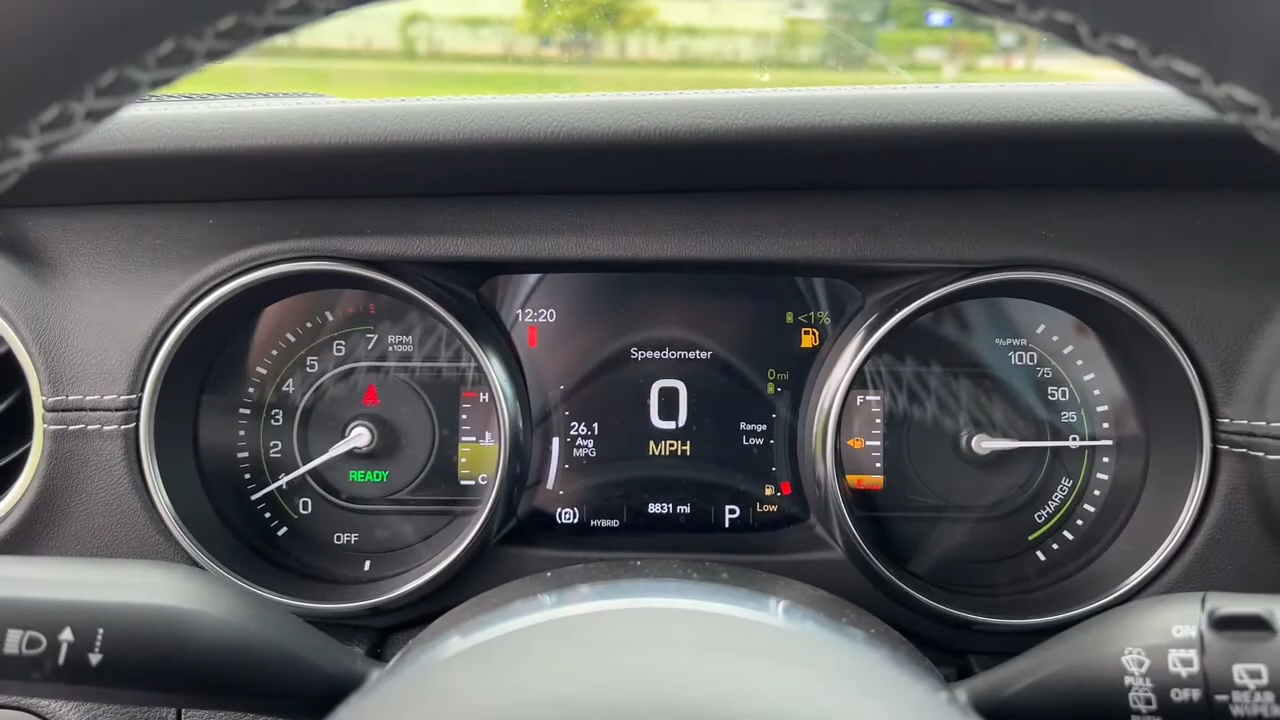 7 RPM
x1000
6
5
4
3
2
1
0
OFF
READY
H
C
12:20
<1%
Speedometer
0 mi
0
MPH
26.1
Avg
MPG
Range
Low
Low
HYBRID
8831 mi
P
F
%PWR
100
75
50
25
0
CHARGE
ON
PULL
OFF
REAR
WIPER